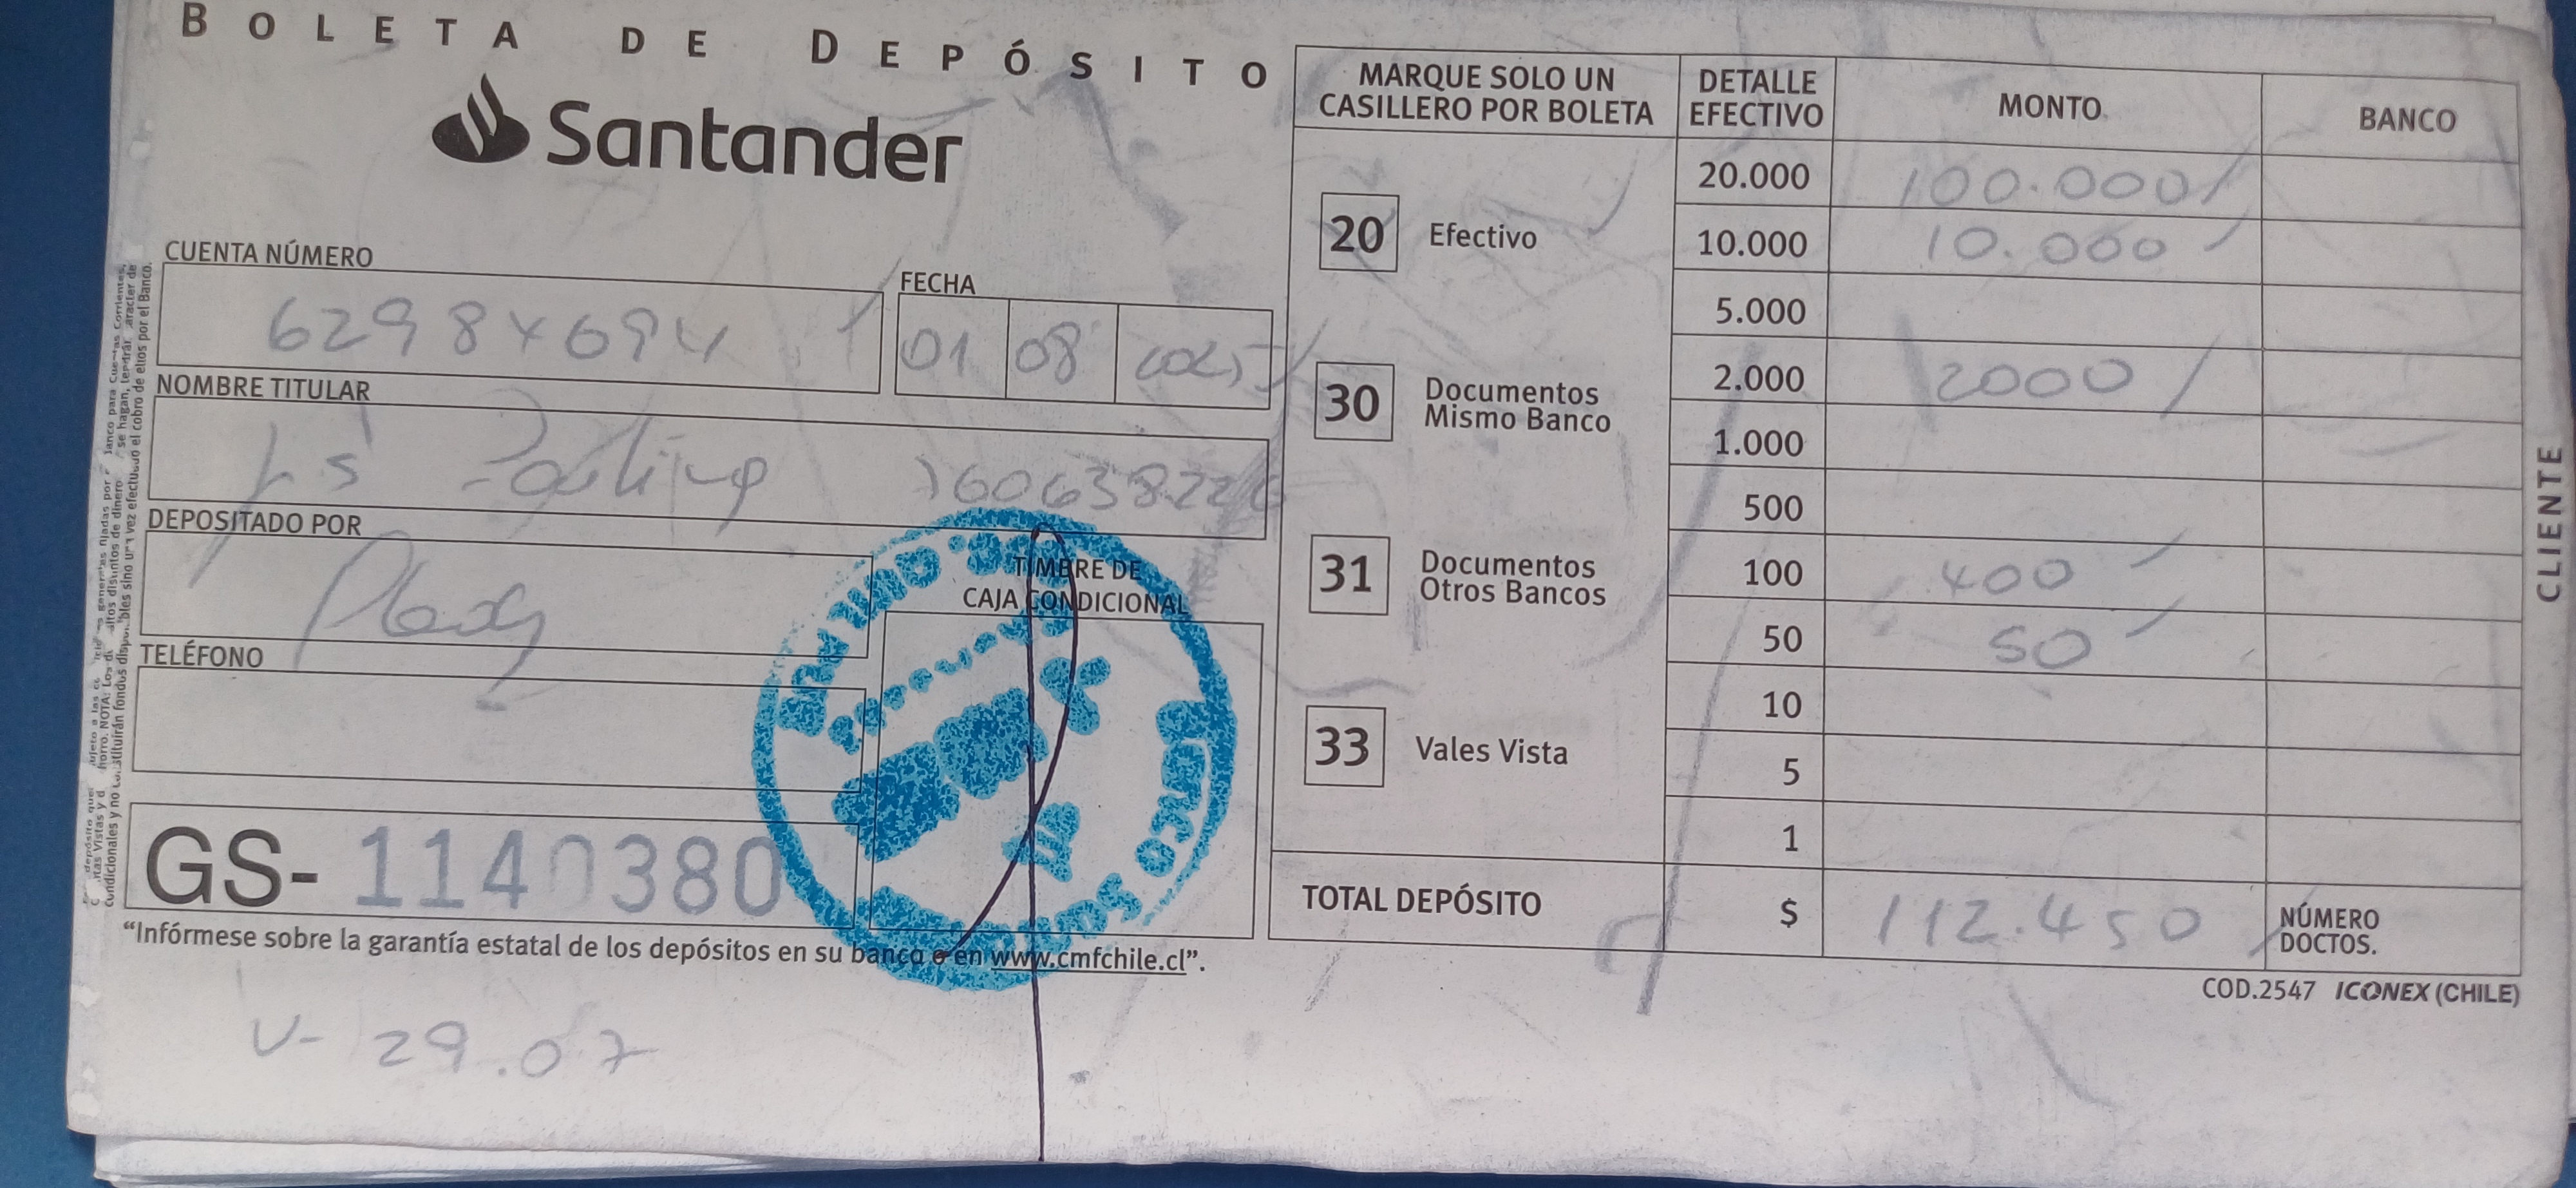 BOLETA DE DEPÓSITO
Santander
CUENTA NÚMERO
62984694
FECHA
01 08 2025
NOMBRE TITULAR
DEPOSITADO POR
TELÉFONO
TIMBRE DE
CAJA CONDICIONAL
GS- 1140380
“Infórmese sobre la garantía estatal de los depósitos en su banco o en www.cmfchile.cl”.
V- 29.07
MARQUE SOLO UN
CASILLERO POR BOLETA
20 Efectivo
30 Documentos
Mismo Banco
31 Documentos
Otros Bancos
33 Vales Vista
DETALLE
EFECTIVO MONTO BANCO
20.000 100.000
10.000 10.000
5.000
2.000 2000
1.000
500
100 400
50 50
10
5
1
TOTAL DEPÓSITO $ 112.450 NÚMERO
DOCTOS.
COD.2547 ICONEX (CHILE)
CLIENTE